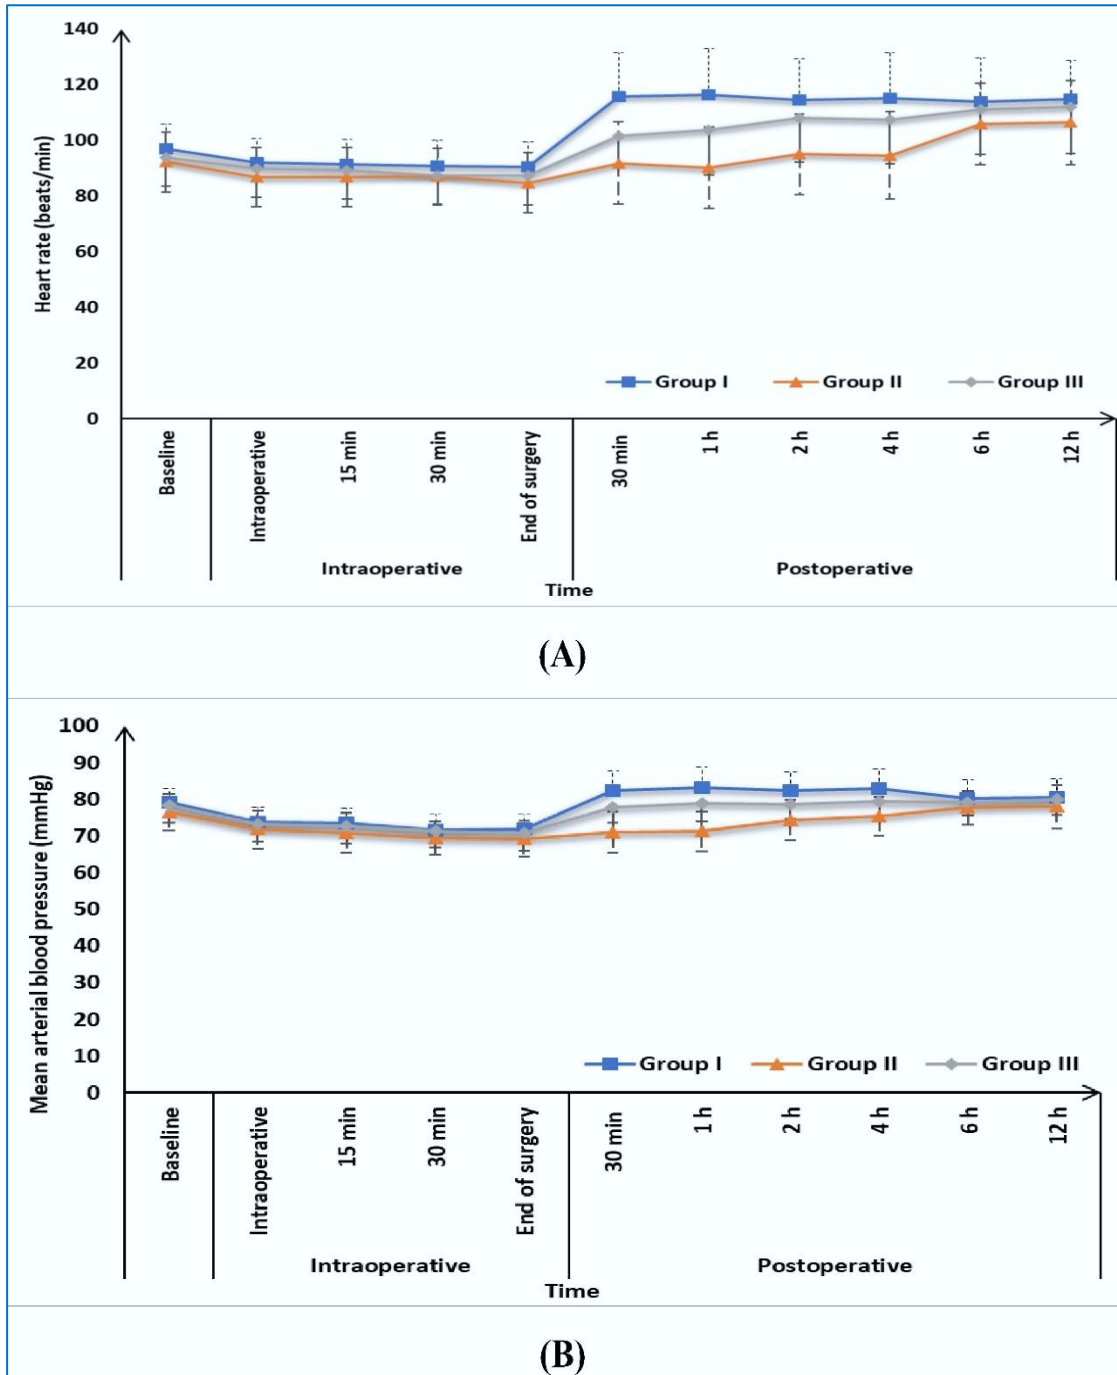 140
120
100
80
60
40
20
0
Heart rate (beats/min)
Group I Group II Group III
Baseline
Intraoperative
15 min
30 min
End of surgery
30 min
1 h
2 h
4 h
6 h
12 h
Intraoperative Postoperative
Time
(A)
100
90
80
70
60
50
40
30
20
10
0
Mean arterial blood pressure (mmHg)
Group I Group II Group III
Baseline
Intraoperative
15 min
30 min
End of surgery
30 min
1 h
2 h
4 h
6 h
12 h
Intraoperative Postoperative
Time
(B)